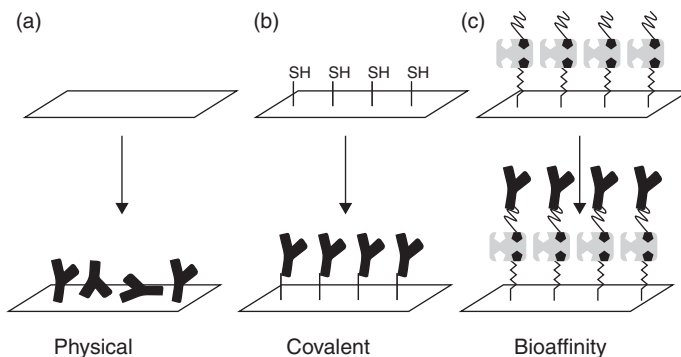 (a)
(b)
(c)
SH SH SH SH
Physical
Covalent
Bioaffinity